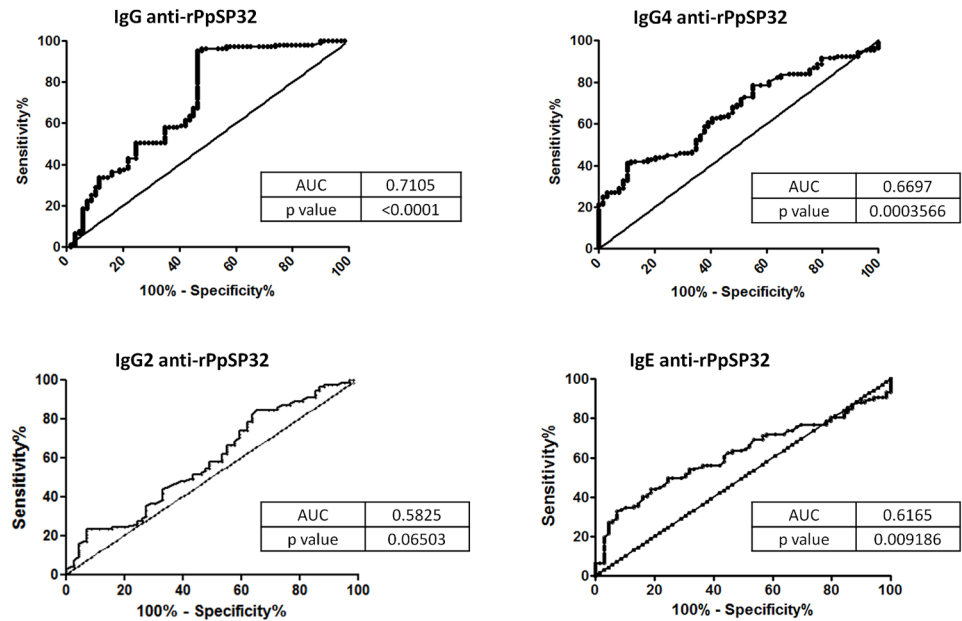 IgG anti-rPpSP32
100
80
60
40
20
0
Sensitivity%
0 20 40 60 80 100
100% - Specificity%
AUC 0.7105
p value <0.0001
IgG4 anti-rPpSP32
100
80
60
40
20
0
Sensitivity%
0 20 40 60 80 100
100% - Specificity%
AUC 0.6697
p value 0.0003566
IgG2 anti-rPpSP32
100
80
60
40
20
0
Sensitivity%
0 20 40 60 80 100
100% - Specificity%
AUC 0.5825
p value 0.06503
IgE anti-rPpSP32
100
80
60
40
20
0
Sensitivity%
0 20 40 60 80 100
100% - Specificity%
AUC 0.6165
p value 0.009186